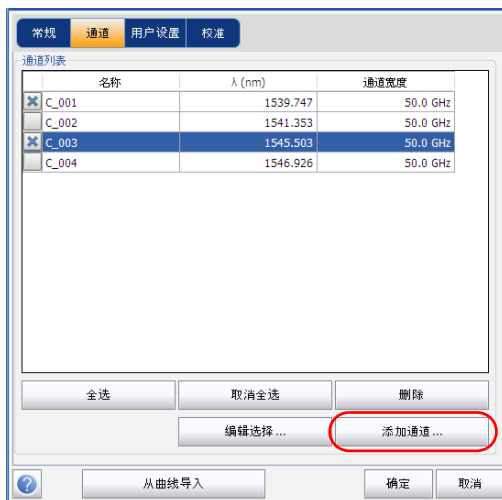 常规 通道 用户设置 校准
通道列表
名称 λ (nm) 通道宽度
C_001 1539.747 50.0 GHz
C_002 1541.353 50.0 GHz
C_003 1545.503 50.0 GHz
C_004 1546.926 50.0 GHz
全选 取消全选 删除
编辑选择... 添加通道...
? 从曲线导入 确定 取消